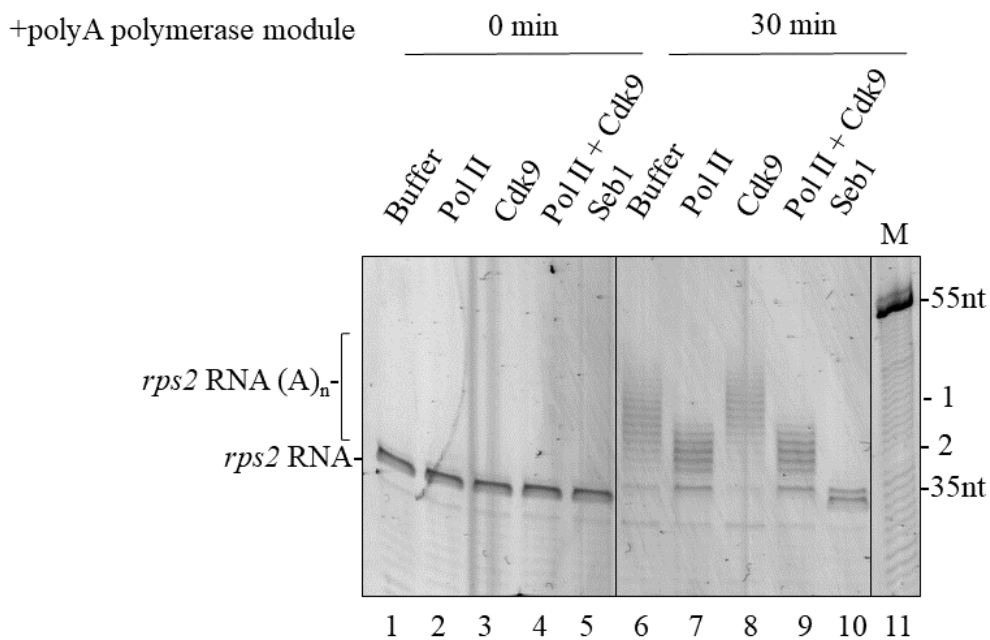 +polyA polymerase module
0 min
30 min
Buffer
Pol II
Cdk9
Pol II + Cdk9
Seb1
Buffer
Pol II
Cdk9
Pol II + Cdk9
Seb1
M
-55nt
rps2 RNA (A)n-
- 1
- 2
rps2 RNA-
-35nt
1 2 3 4 5 6 7 8 9 10 11